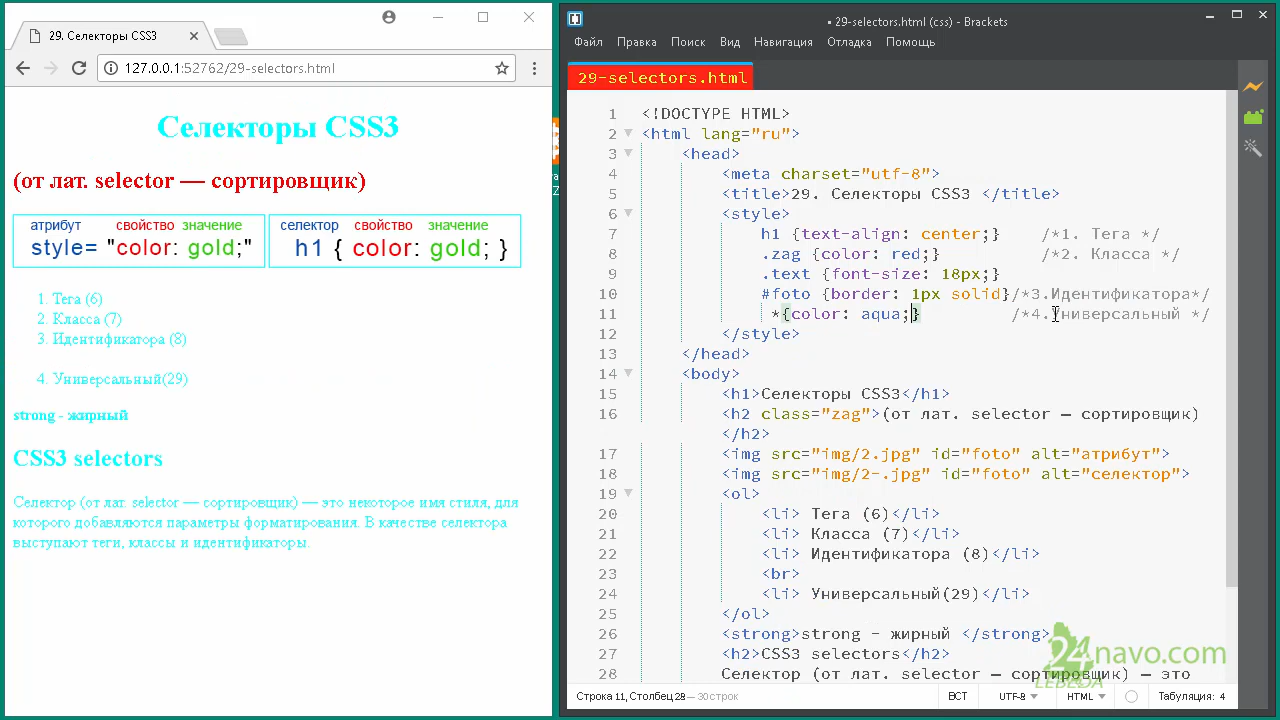 29. Селекторы CSS3
127.0.0.1:52762/29-selectors.html
Селекторы CSS3
(от лат. selector — сортировщик)
атрибут свойство значение
style= "color: gold;"
селектор свойство значение
h1 { color: gold; }
1. Тега (6)
2. Класса (7)
3. Идентификатора (8)
4. Универсальный(29)
strong - жирный
CSS3 selectors
Селектор (от лат. selector — сортировщик) — это некоторое имя стиля, для
которого добавляются параметры форматирования. В качестве селектора
выступают теги, классы и идентификаторы.
• 29-selectors.html (css) - Brackets
Файл Правка Поиск Вид Навигация Отладка Помощь
29-selectors.html
1 <!DOCTYPE HTML>
2 <html lang="ru">
3 <head>
4 <meta charset="utf-8">
5 <title>29. Селекторы CSS3 </title>
6 <style>
7 h1 {text-align: center;} /*1. Тега */
8 .zag {color: red;} /*2. Класса */
9 .text {font-size: 18px;}
10 #foto {border: 1px solid}/*3.Идентификатора*/
11 *{color: aqua;} /*4.Универсальный */
12 </style>
13 </head>
14 <body>
15 <h1>Селекторы CSS3</h1>
16 <h2 class="zag">(от лат. selector — сортировщик)
</h2>
17 <img src="img/2.jpg" id="foto" alt="атрибут">
18 <img src="img/2-.jpg" id="foto" alt="селектор">
19 <ol>
20 <li> Тега (6)</li>
21 <li> Класса (7)</li>
22 <li> Идентификатора (8)</li>
23 <br>
24 <li> Универсальный(29)</li>
25 </ol>
26 <strong>strong - жирный </strong>
27 <h2>CSS3 selectors</h2>
28 Селектор (от лат. selector — сортировщик) — это
24navo.com
LEBEDA
Строка 11, Столбец 28 — 30 строк ВСТ UTF-8 HTML Табуляция: 4